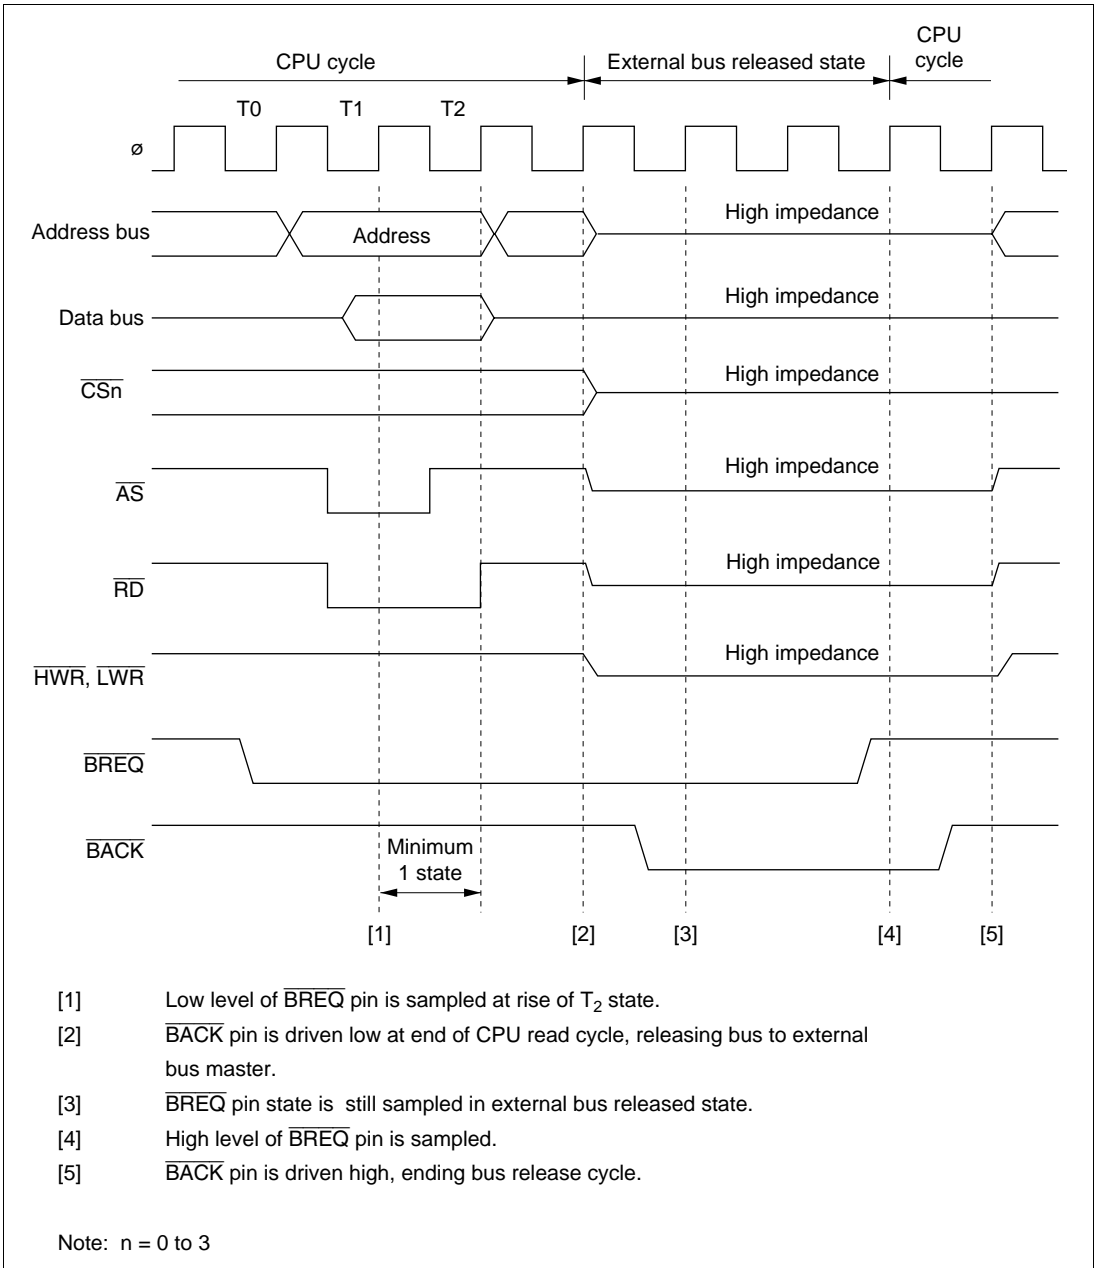 CPU cycle
External bus released state
CPU
cycle
T0
T1
T2
ø
Address bus
Address
High impedance
Data bus
High impedance
CSn
High impedance
AS
High impedance
RD
High impedance
HWR, LWR
High impedance
BREQ
BACK
Minimum
1 state
[1]
[2]
[3]
[4]
[5]
[1] Low level of BREQ pin is sampled at rise of T2 state.
[2] BACK pin is driven low at end of CPU read cycle, releasing bus to external
bus master.
[3] BREQ pin state is still sampled in external bus released state.
[4] High level of BREQ pin is sampled.
[5] BACK pin is driven high, ending bus release cycle.
Note: n = 0 to 3